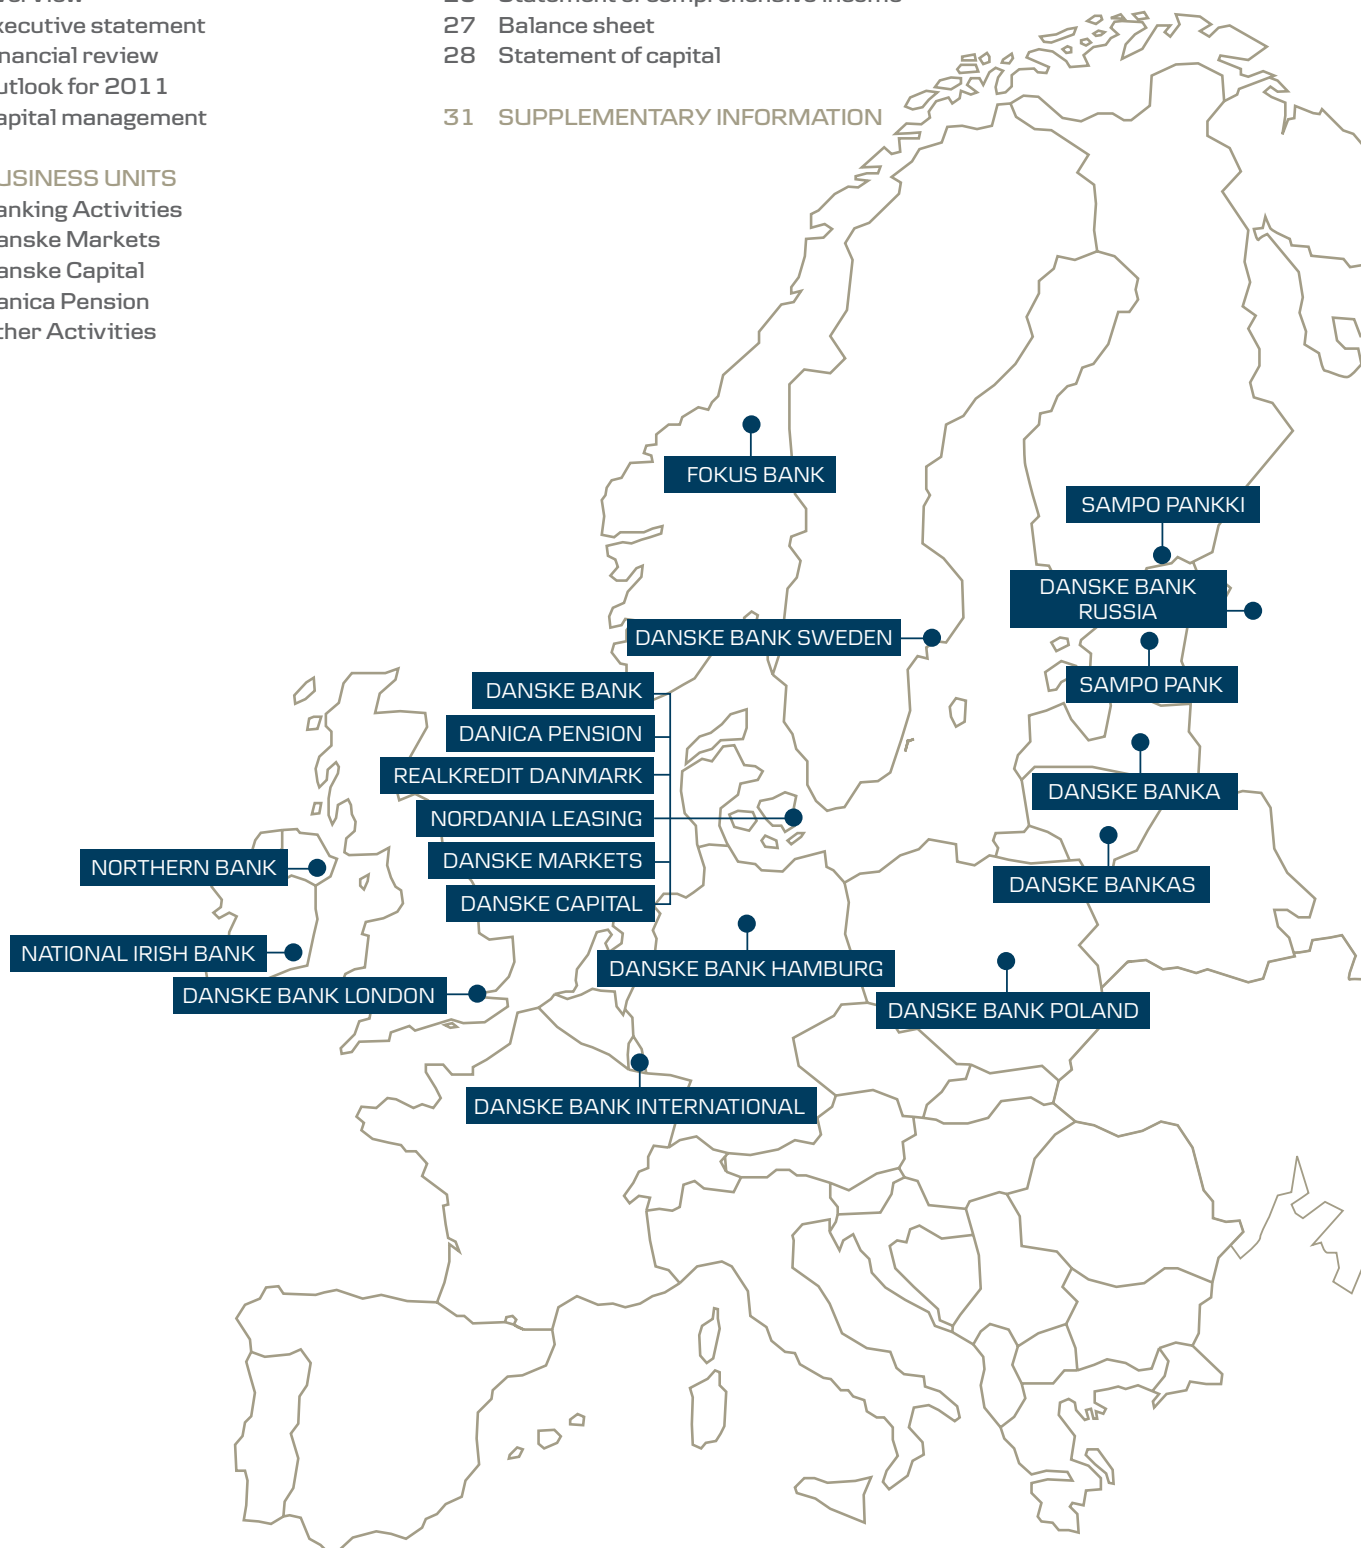 xecutive statement
nancial review
utlook for 2011
apital management
USINESS UNITS
anking Activities
anske Markets
anske Capital
anica Pension
ther Activities
27 Balance sheet
28 Statement of capital
31 SUPPLEMENTARY INFORMATION
FOKUS BANK
SAMPO PANKKI
DANSKE BANK
RUSSIA
DANSKE BANK SWEDEN
SAMPO PANK
DANSKE BANK
DANICA PENSION
REALKREDIT DANMARK
NORDANIA LEASING
DANSKE MARKETS
DANSKE CAPITAL
DANSKE BANKA
DANSKE BANKAS
NORTHERN BANK
NATIONAL IRISH BANK
DANSKE BANK LONDON
DANSKE BANK HAMBURG
DANSKE BANK POLAND
DANSKE BANK INTERNATIONAL